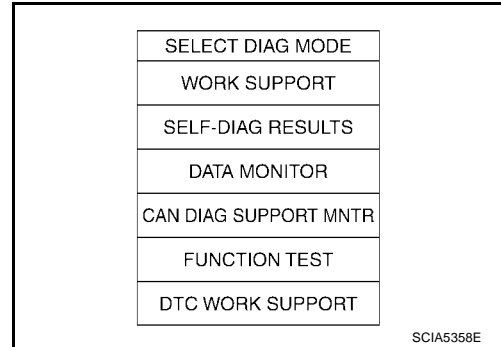 SELECT DIAG MODE
WORK SUPPORT
SELF-DIAG RESULTS
DATA MONITOR
CAN DIAG SUPPORT MNTR
FUNCTION TEST
DTC WORK SUPPORT
SCIA5358E